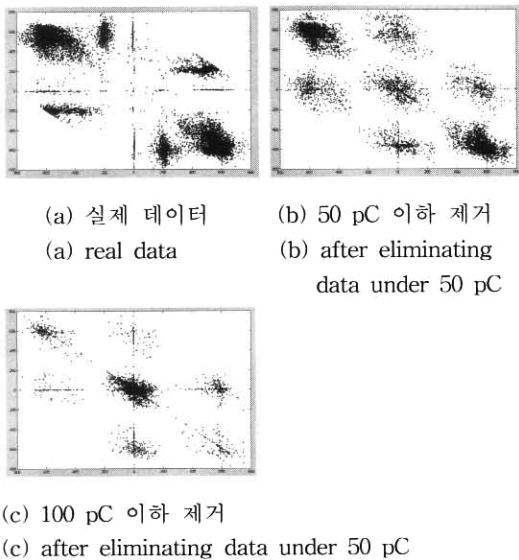 (a) 실제 데이터
(a) real data
(b) 50 pC 이하 제거
(b) after eliminating
data under 50 pC
(c) 100 pC 이하 제거
(c) after eliminating data under 50 pC